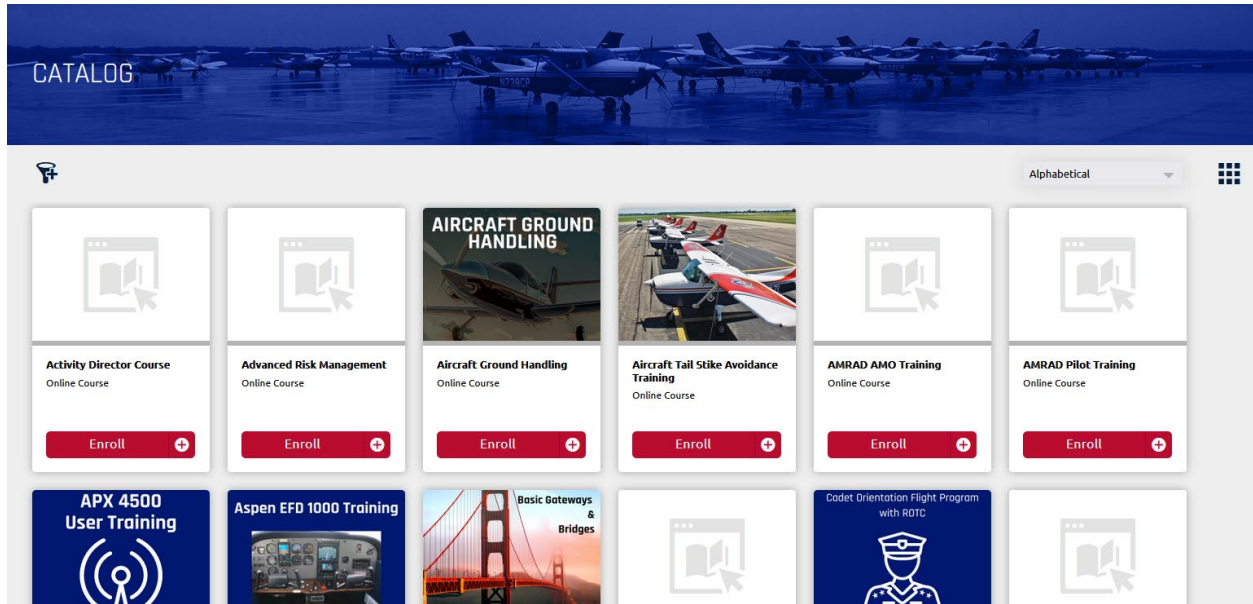 CATALOG
N738CP
Alphabetical
AIRCRAFT GROUND
HANDLING
Activity Director Course
Online Course
Enroll
Advanced Risk Management
Online Course
Enroll
Aircraft Ground Handling
Online Course
Enroll
Aircraft Tail Stike Avoidance
Training
Online Course
Enroll
AMRAD AMO Training
Online Course
Enroll
AMRAD Pilot Training
Online Course
Enroll
APX 4500
User Training
Aspen EFD 1000 Training
Basic Gateways
&
Bridges
Cadet Orientation Flight Program
with ROTC